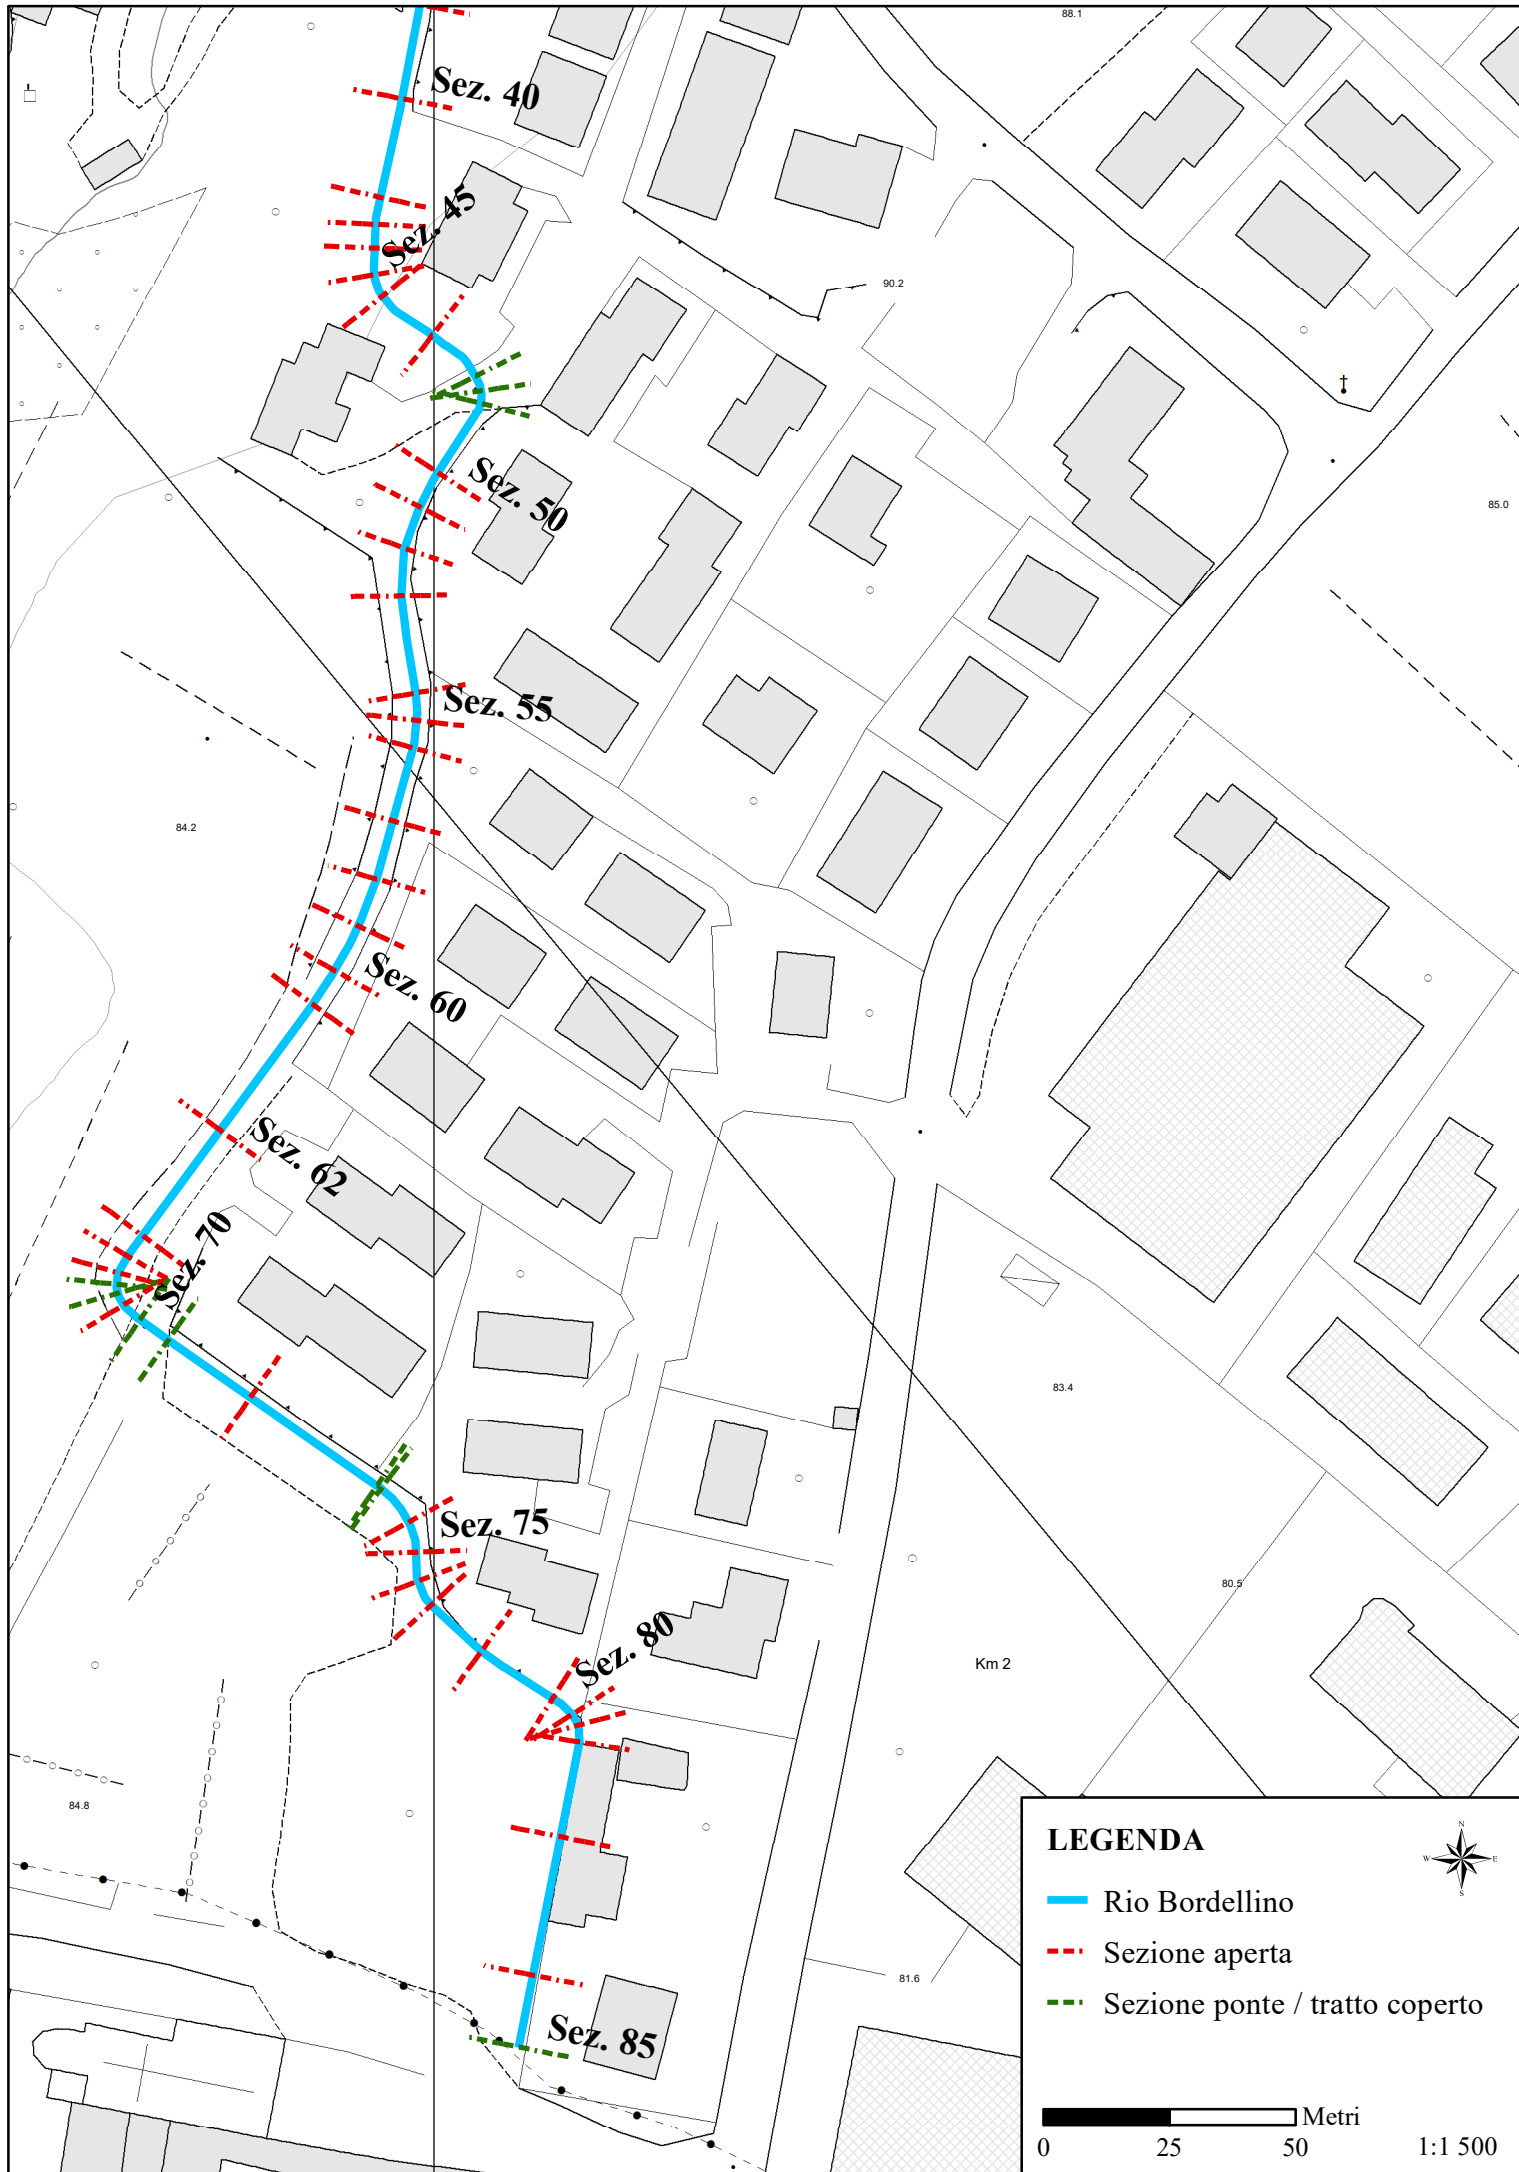 88.1
Sez. 40
Sez. 45
90.2
Sez. 50
85.0
Sez. 55
84.2
Sez. 60
Sez. 62
Sez. 70
83.4
Sez. 75
80.5
Sez. 80
Km 2
84.8
81.6
Sez. 85
LEGENDA
N
W E
S
Rio Bordellino
Sezione aperta
Sezione ponte / tratto coperto
Metri
0 25 50 1:1 500